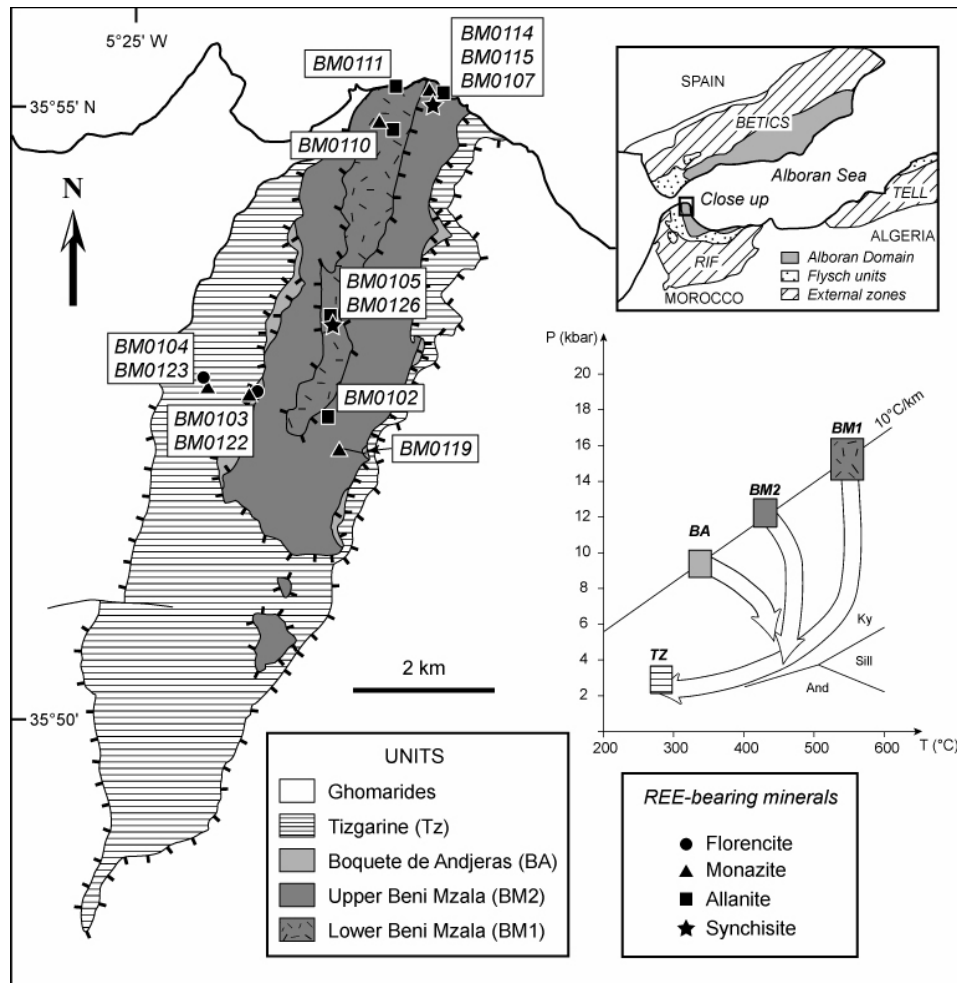 5°25' W
35°55' N
35°50'
N
BM0111
BM0114
BM0115
BM0107
BM0110
BM0105
BM0126
BM0104
BM0123
BM0103
BM0122
BM0102
BM0119
2 km
SPAIN
BETICS
Alboran Sea
Close up
TELL
ALGERIA
RIF
MOROCCO
Alboran Domain
Flysch units
External zones
P (kbar)
20
18
16
14
12
10
8
6
4
2
10°C/km
BM1
BM2
BA
TZ
Ky
Sill
And
200
300
400
500
600
T (°C)
UNITS
Ghomarides
Tizgarine (Tz)
Boquete de Andjeras (BA)
Upper Beni Mzala (BM2)
Lower Beni Mzala (BM1)
REE-bearing minerals
Florencite
Monazite
Allanite
Synchisite